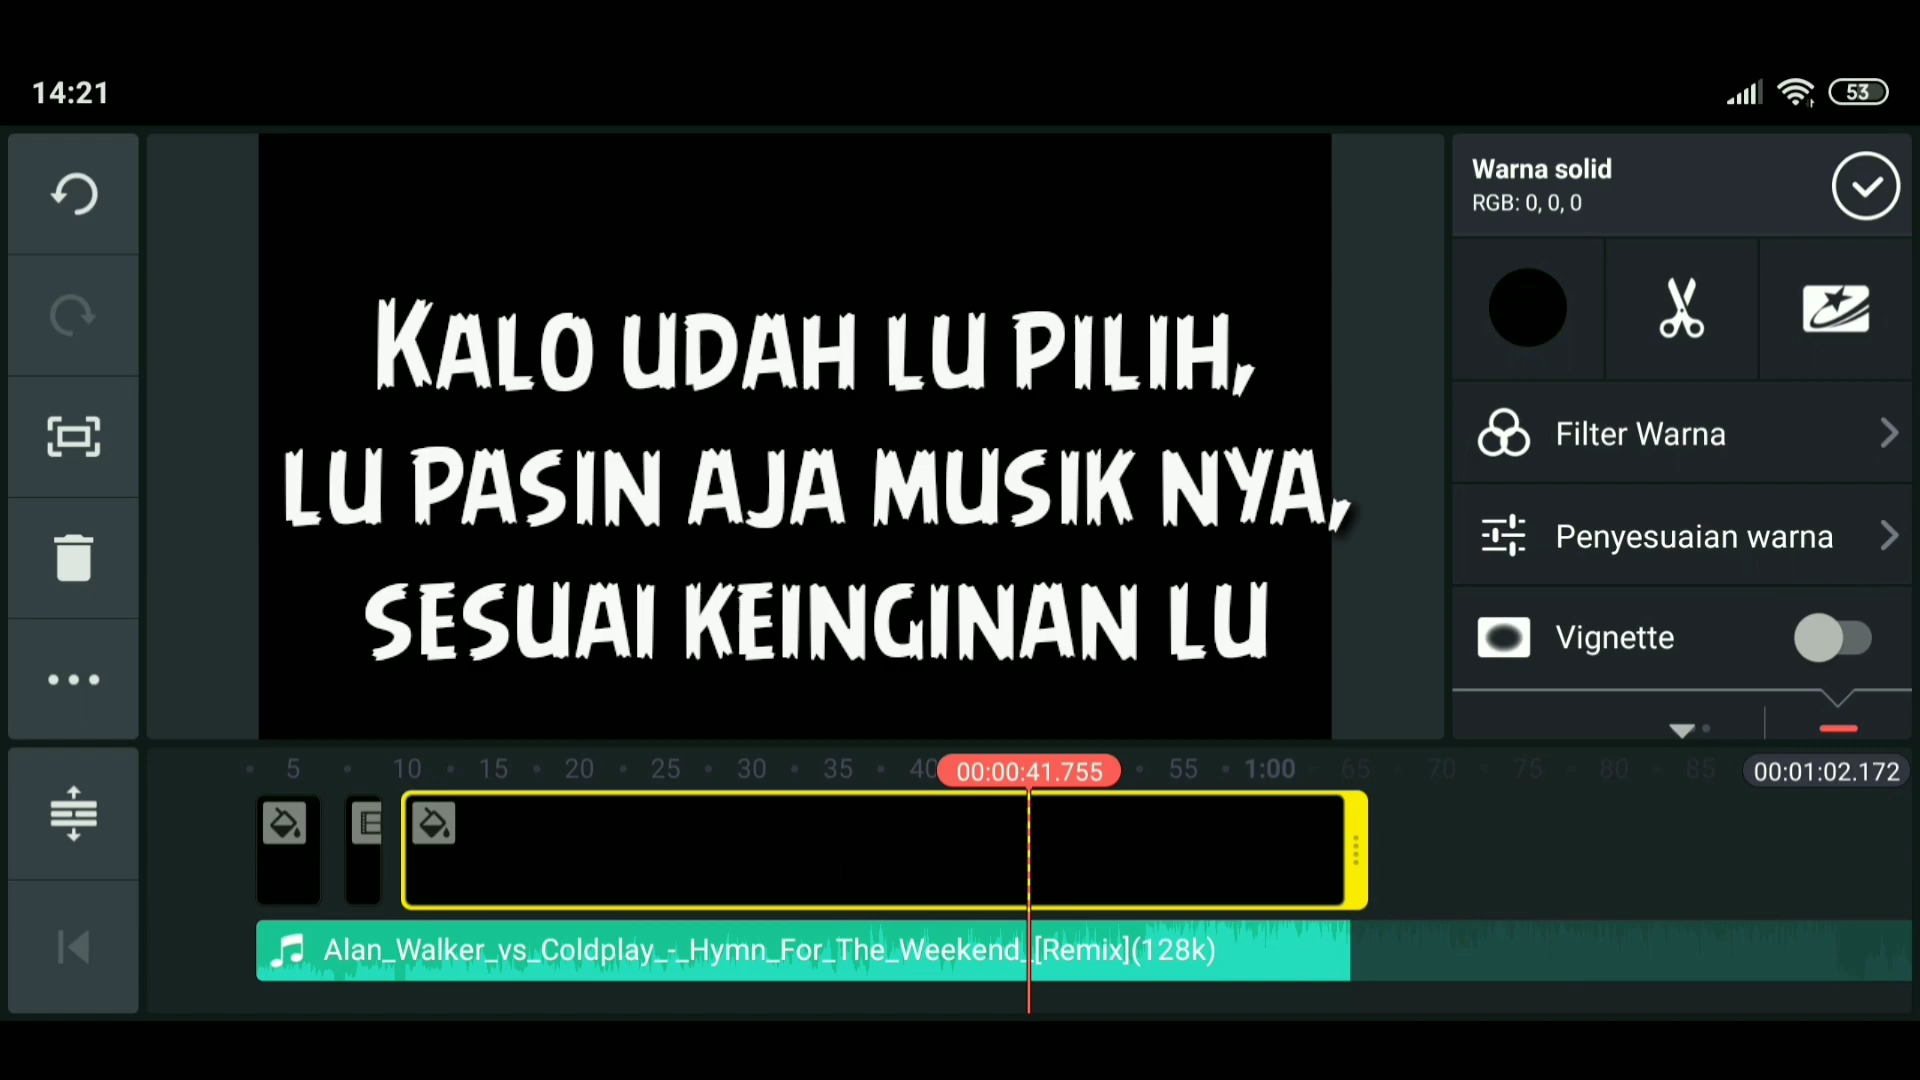 14:21
53
Warna solid
RGB: 0, 0, 0
KALO UDAH LU PILIH,
LU PASIN AJA MUSIK NYA,
SESUAI KEINGINAN LU
Filter Warna
Penyesuaian warna
Vignette
5 10 15 20 25 30 35 40 00:00:41.755 55 1:00 65 70 75 80 85 00:01:02.172
Alan_Walker_vs_Coldplay_-_Hymn_For_The_Weekend_[Remix](128k)